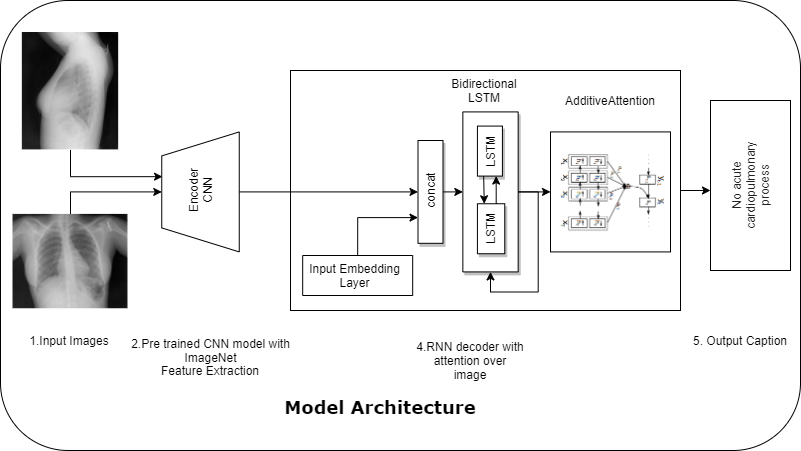 Bidirectional
LSTM
AdditiveAttention
Encoder
CNN
concat
LSTM
LSTM
No acute
cardiopulmonary
process
Input Embedding
Layer
1.Input Images
2.Pre trained CNN model with
ImageNet
Feature Extraction
4.RNN decoder with
attention over
image
5. Output Caption
Model Architecture